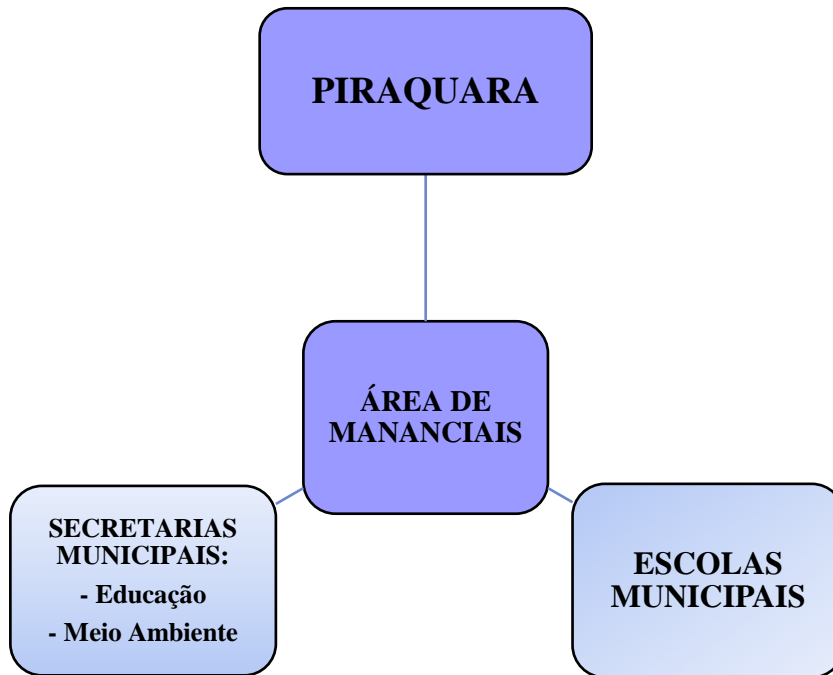 PIRAQUARA
ÁREA DE
MANANCIAIS
SECRETARIAS
MUNICIPAIS:
- Educação
- Meio Ambiente
ESCOLAS
MUNICIPAIS